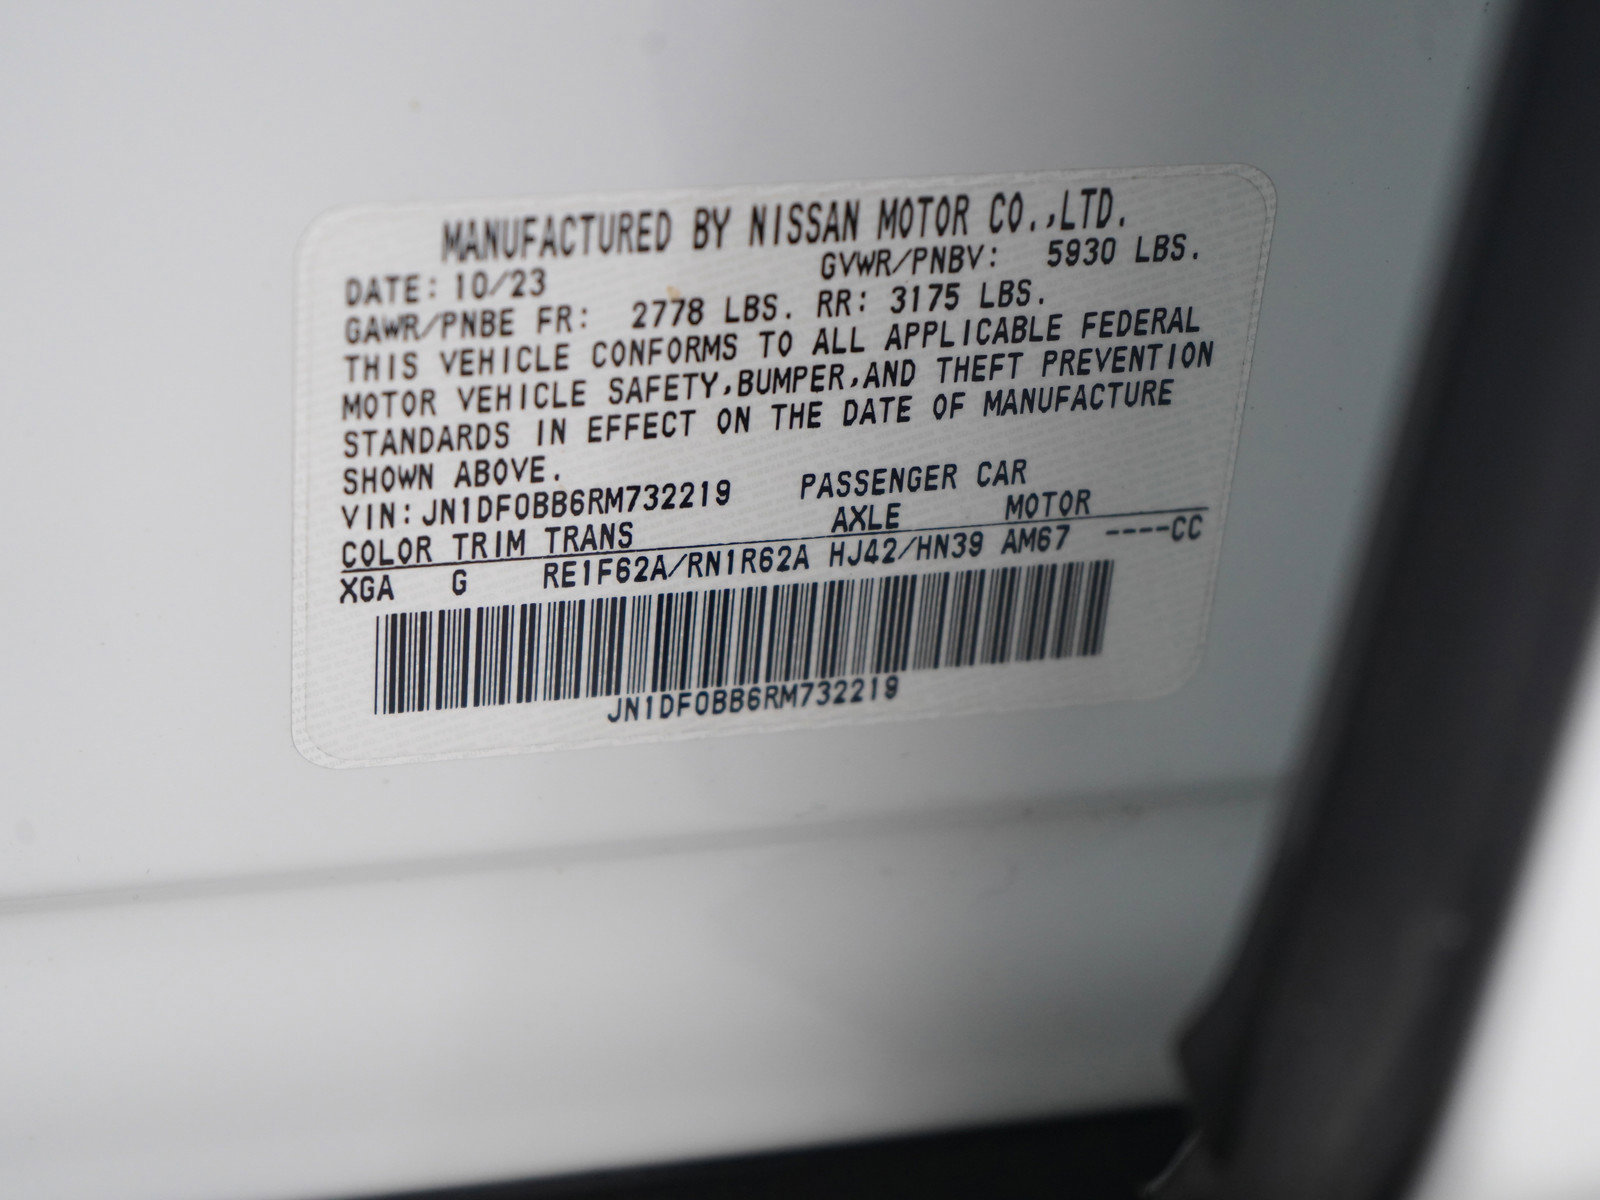 MANUFACTURED BY NISSAN MOTOR CO.,LTD.
DATE: 10/23 GVWR/PNBV: 5930 LBS.
GAWR/PNBE FR: 2778 LBS. RR: 3175 LBS.
THIS VEHICLE CONFORMS TO ALL APPLICABLE FEDERAL
MOTOR VEHICLE SAFETY,BUMPER,AND THEFT PREVENTION
STANDARDS IN EFFECT ON THE DATE OF MANUFACTURE
SHOWN ABOVE.
VIN: JN1DF0BB6RM732219 PASSENGER CAR
COLOR TRIM TRANS AXLE MOTOR
XGA G RE1F62A/RN1R62A HJ42/HN39 AM67 ----CC
JN1DF0BB6RM732219